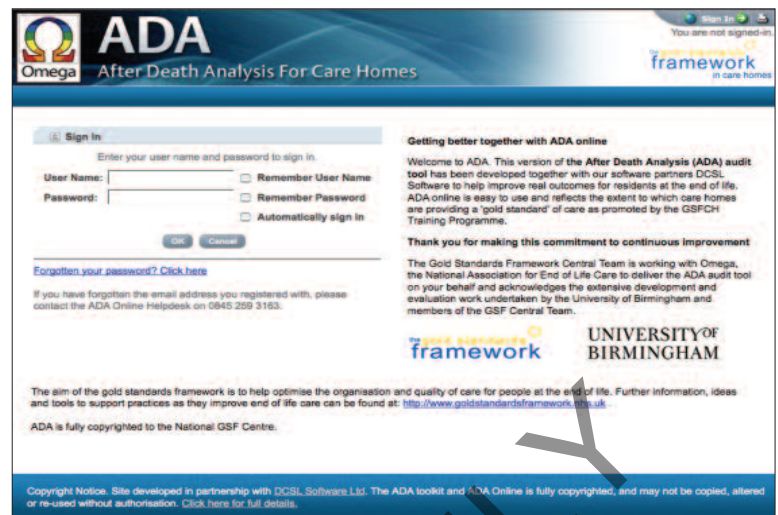 Sign In
You are not signed-in.
Omega
ADA
After Death Analysis For Care Homes
the gold standards
framework
in care homes
Sign In
Enter your user name and password to sign in.
User Name:
Remember User Name
Password:
Remember Password
Automatically sign in
OK
Cancel
Forgotten your password? Click here
If you have forgotten the email address you registered with, please
contact the ADA Online Helpdesk on 0845 259 3163.
Getting better together with ADA online
Welcome to ADA. This version of the After Death Analysis (ADA) audit
tool has been developed together with our software partners DCSL
Software to help improve real outcomes for residents at the end of life.
ADA online is easy to use and reflects the extent to which care homes
are providing a 'gold standard' of care as promoted by the GSFCH
Training Programme.
Thank you for making this commitment to continuous improvement
The Gold Standards Framework Central Team is working with Omega,
the National Association for End of Life Care to deliver the ADA audit tool
on your behalf and acknowledges the extensive development and
evaluation work undertaken by the University of Birmingham and
members of the GSF Central Team.
the gold standards
framework
UNIVERSITY OF
BIRMINGHAM
The aim of the gold standards framework is to help optimise the organisation and quality of care for people at the end of life. Further information, ideas
and tools to support practices as they improve end of life care can be found at: http://www.goldstandardsframework.nhs.uk .
ADA is fully copyrighted to the National GSF Centre.
Copyright Notice. Site developed in partnership with DCSL Software Ltd. The ADA toolkit and ADA Online is fully copyrighted, and may not be copied, altered
or re-used without authorisation. Click here for full details.